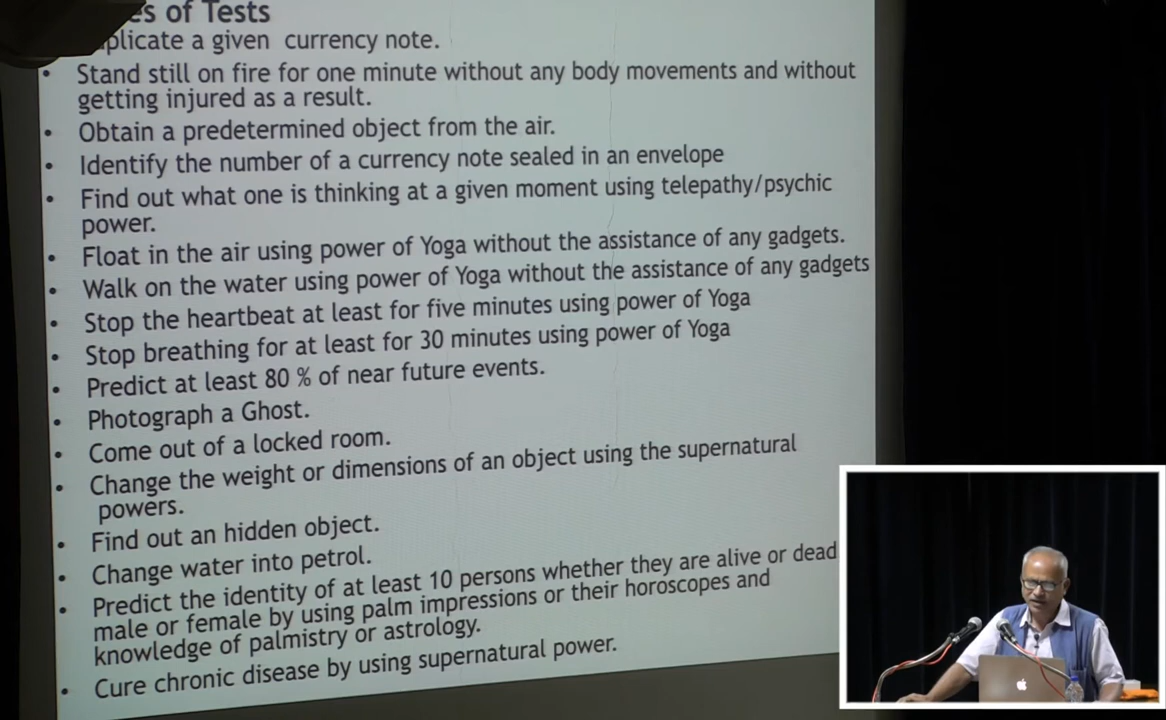 of Tests
a given currency note.
• Stand still on fire for one minute without any body movements and without
getting injured as a result.
• Obtain a predetermined object from the air.
• Identify the number of a currency note sealed in an envelope
• Find out what one is thinking at a given moment using telepathy/psychic
power.
• Float in the air using power of Yoga without the assistance of any gadgets.
• Walk on the water using power of Yoga without the assistance of any gadgets
• Stop the heartbeat at least for five minutes using power of Yoga
• Stop breathing for at least for 30 minutes using power of Yoga
• Predict at least 80 % of near future events.
• Photograph a Ghost.
• Come out of a locked room.
• Change the weight or dimensions of an object using the supernatural
powers.
• Find out an hidden object.
• Change water into petrol.
• Predict the identity of at least 10 persons whether they are alive or dead
male or female by using palm impressions or their horoscopes and
knowledge of palmistry or astrology.
• Cure chronic disease by using supernatural power.